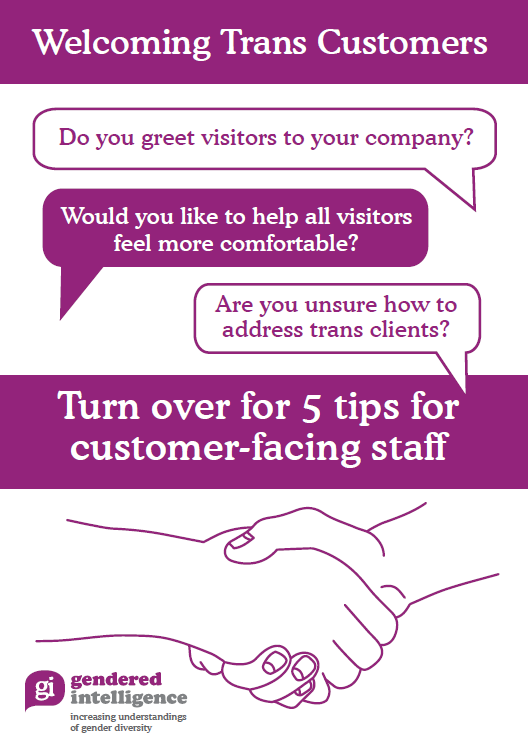 Welcoming Trans Customers
Do you greet visitors to your company?
Would you like to help all visitors
feel more comfortable?
Are you unsure how to
address trans clients?
Turn over for 5 tips for
customer-facing staff
gi
gendered
intelligence
increasing understandings
of gender diversity